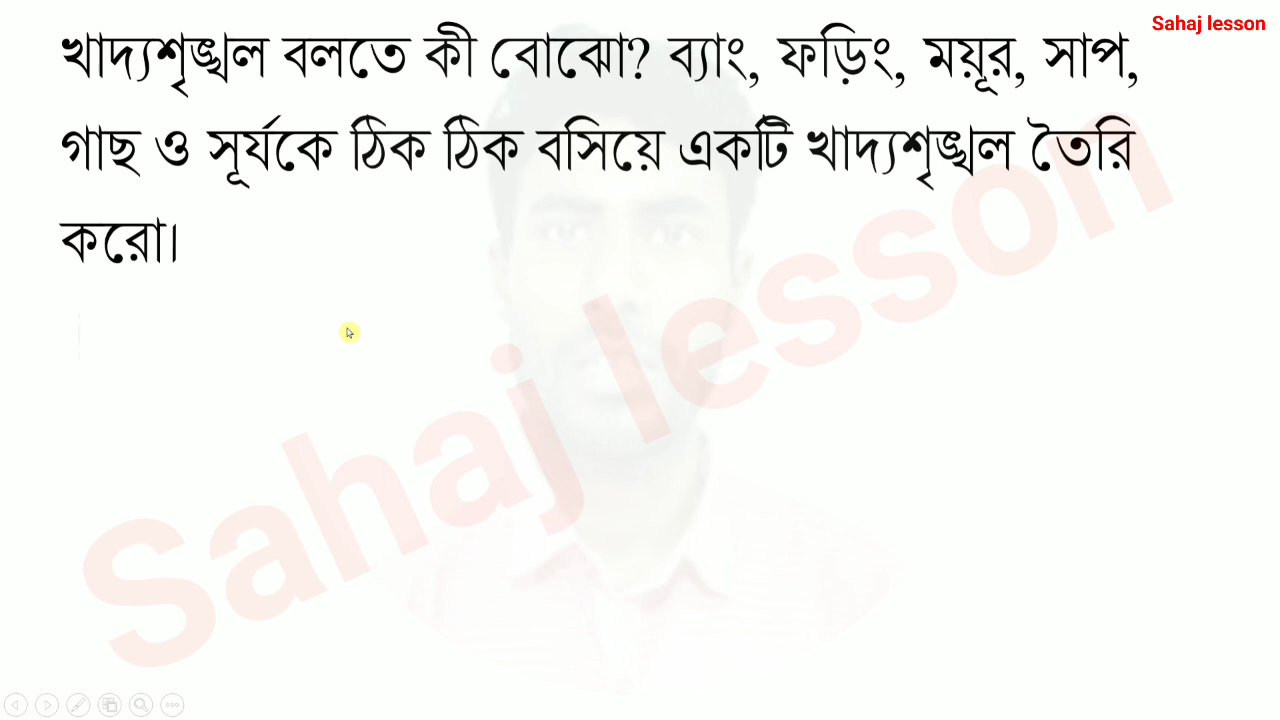 Sahaj lesson
খাদ্যশৃঙ্খল বলতে কী বোঝো? ব্যাং, ফড়িং, ময়ূর, সাপ,
গাছ ও সূর্যকে ঠিক ঠিক বসিয়ে একটি খাদ্যশৃঙ্খল তৈরি
করো।
Sahaj lesson